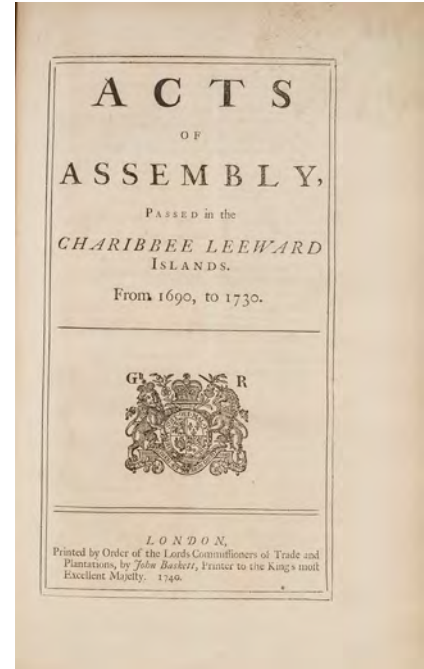 ACTS
OF
ASSEMBLY,
PASSED in the
CHARIBBEE LEEWARD
ISLANDS.
From 1690, to 1730.
G R
LONDON,
Printed by Order of the Lords Commissioners of Trade and
Plantations, by John Baskett, Printer to the King's most
Excellent Majesty. 1740.